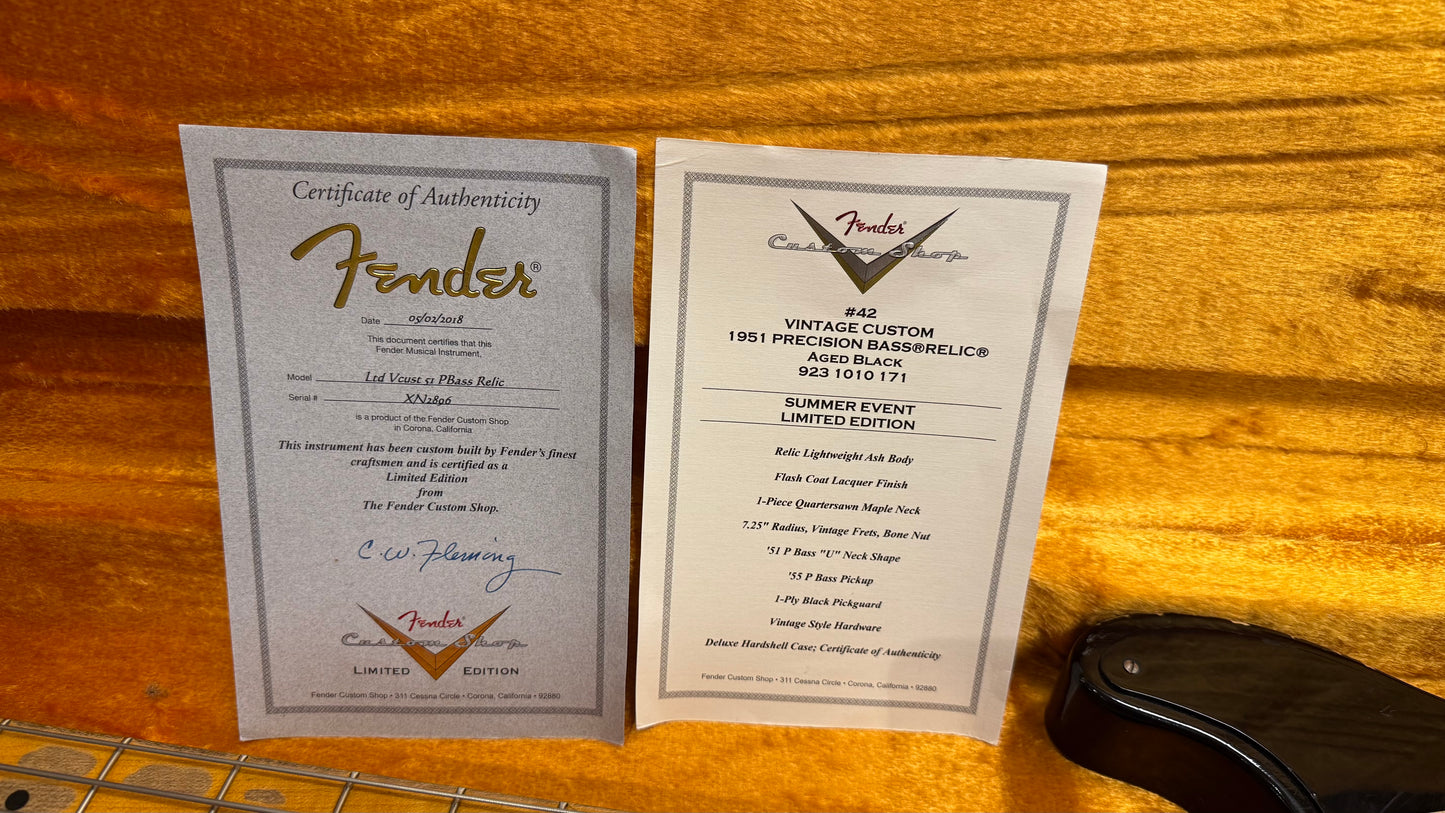 Certificate of Authenticity
Fender®
Date 05/02/2018
This document certifies that this
Fender Musical Instrument,
Model Ltd Vcust 51 PBass Relic
Serial # XN2896
is a product of the Fender Custom Shop
in Corona, California
This instrument has been custom built by Fender's finest
craftsmen and is certified as a
Limited Edition
from
The Fender Custom Shop.
C.W. Fleming
Fender®
Custom Shop
LIMITED EDITION
Fender Custom Shop • 311 Cessna Circle • Corona, California • 92880
Fender®
Custom Shop
#42
VINTAGE CUSTOM
1951 PRECISION BASS®RELIC®
AGED BLACK
923 1010 171
SUMMER EVENT
LIMITED EDITION
Relic Lightweight Ash Body
Flash Coat Lacquer Finish
1-Piece Quartersawn Maple Neck
7.25" Radius, Vintage Frets, Bone Nut
'51 P Bass "U" Neck Shape
'55 P Bass Pickup
1-Ply Black Pickguard
Vintage Style Hardware
Deluxe Hardshell Case; Certificate of Authenticity
Fender Custom Shop • 311 Cessna Circle • Corona, California • 92880